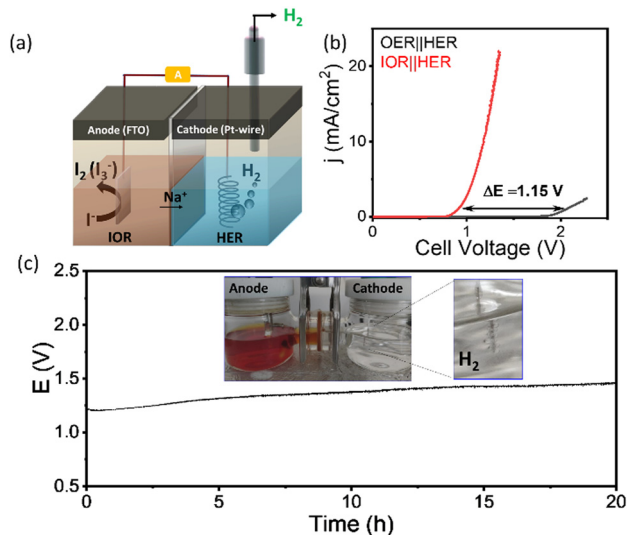 (a)
H2
A
Anode (FTO)
Cathode (Pt-wire)
I2 (I3-)
I-
Na+
H2
IOR
HER
(b)
OER||HER
IOR||HER
ΔE =1.15 V
j (mA/cm2)
20
10
0
0
1
2
Cell Voltage (V)
(c)
Anode
Cathode
H2
E (V)
2.5
2.0
1.5
1.0
0.5
0
5
10
15
20
Time (h)